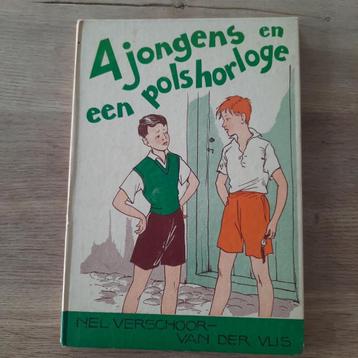 4 jongens en
een polshorloge
NEL VERSCHOOR-
VAN DER VLIS